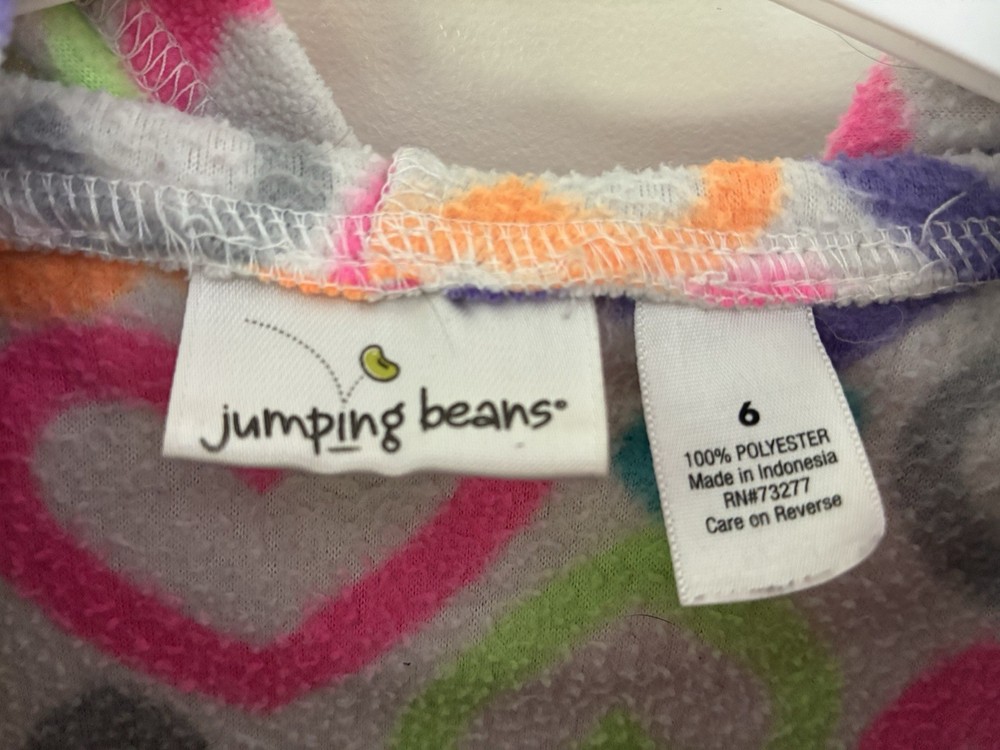 jumping beans
6
100% POLYESTER
Made in Indonesia
RN#73277
Care on Reverse